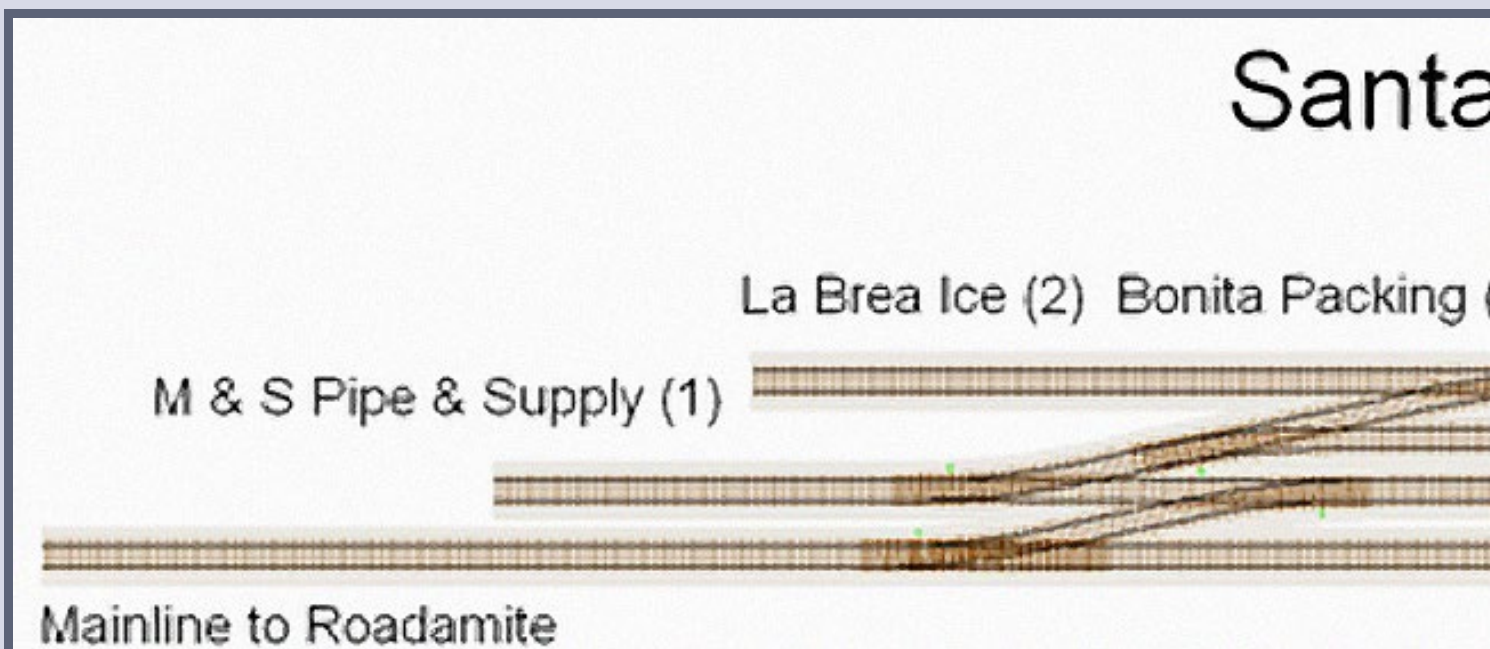 Santa
La Brea Ice (2) Bonita Packing (
M & S Pipe & Supply (1)
Mainline to Roadamite